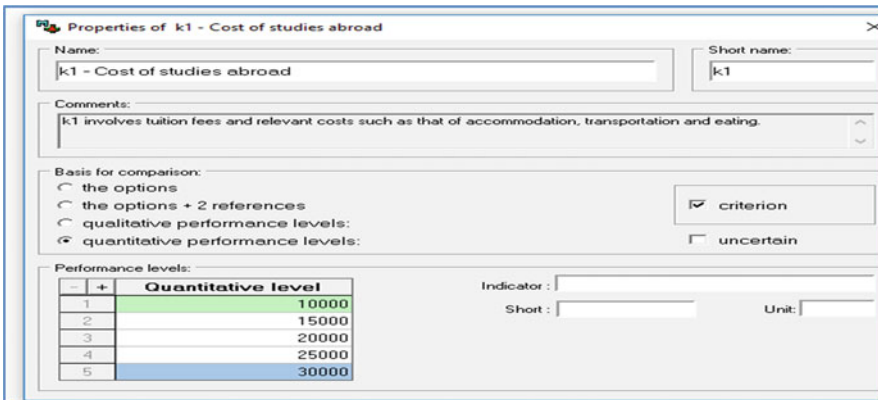 Properties of k1 - Cost of studies abroad
Name:
Short name:
k1 - Cost of studies abroad
k1
Comments:
k1 involves tuition fees and relevant costs such as that of accommodation, transportation and eating.
Basis for comparison:
the options
the options + 2 references
qualitative performance levels:
quantitative performance levels:
criterion
uncertain
Performance levels:
- + Quantitative level
1 10000
2 15000
3 20000
4 25000
5 30000
Indicator :
Short :
Unit: